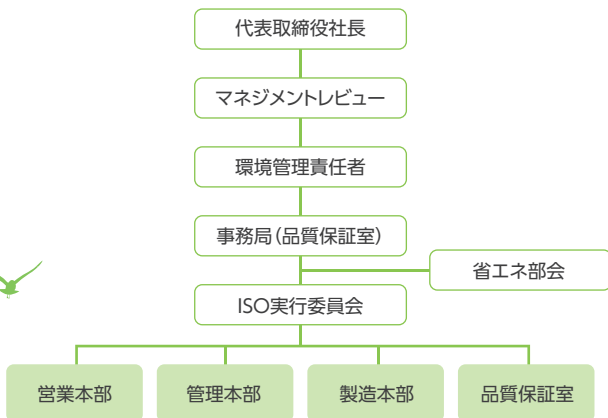 代表取締役社長
マネジメントレビュー
環境管理責任者
事務局(品質保証室)
省エネ部会
ISO実行委員会
営業本部
管理本部
製造本部
品質保証室